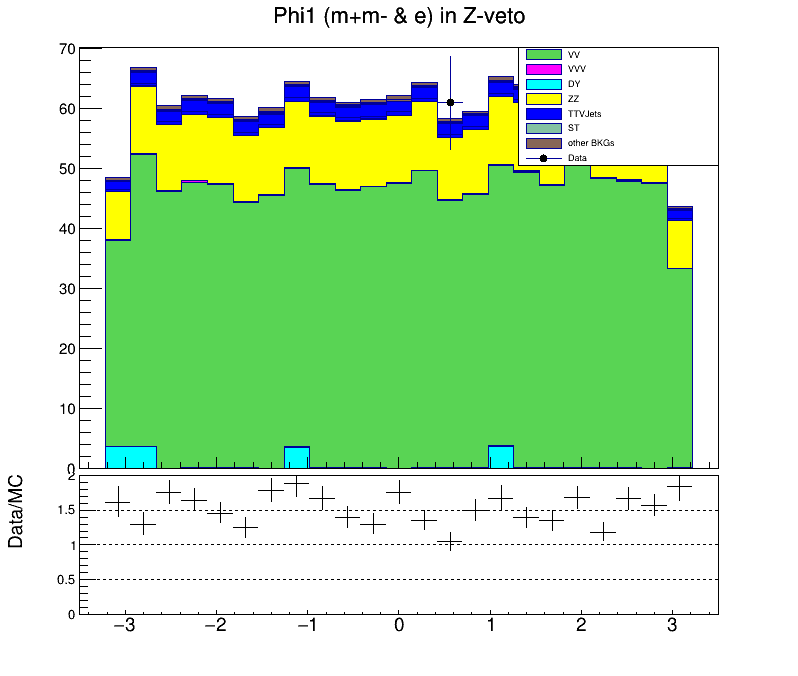 Phi1 (m+m- & e) in Z-veto
70
60
50
40
30
20
10
0
VV
VVV
DY
ZZ
TTVJets
ST
other BKGs
Data
Data/MC
2
1.5
1
0.5
0
−3 −2 −1 0 1 2 3